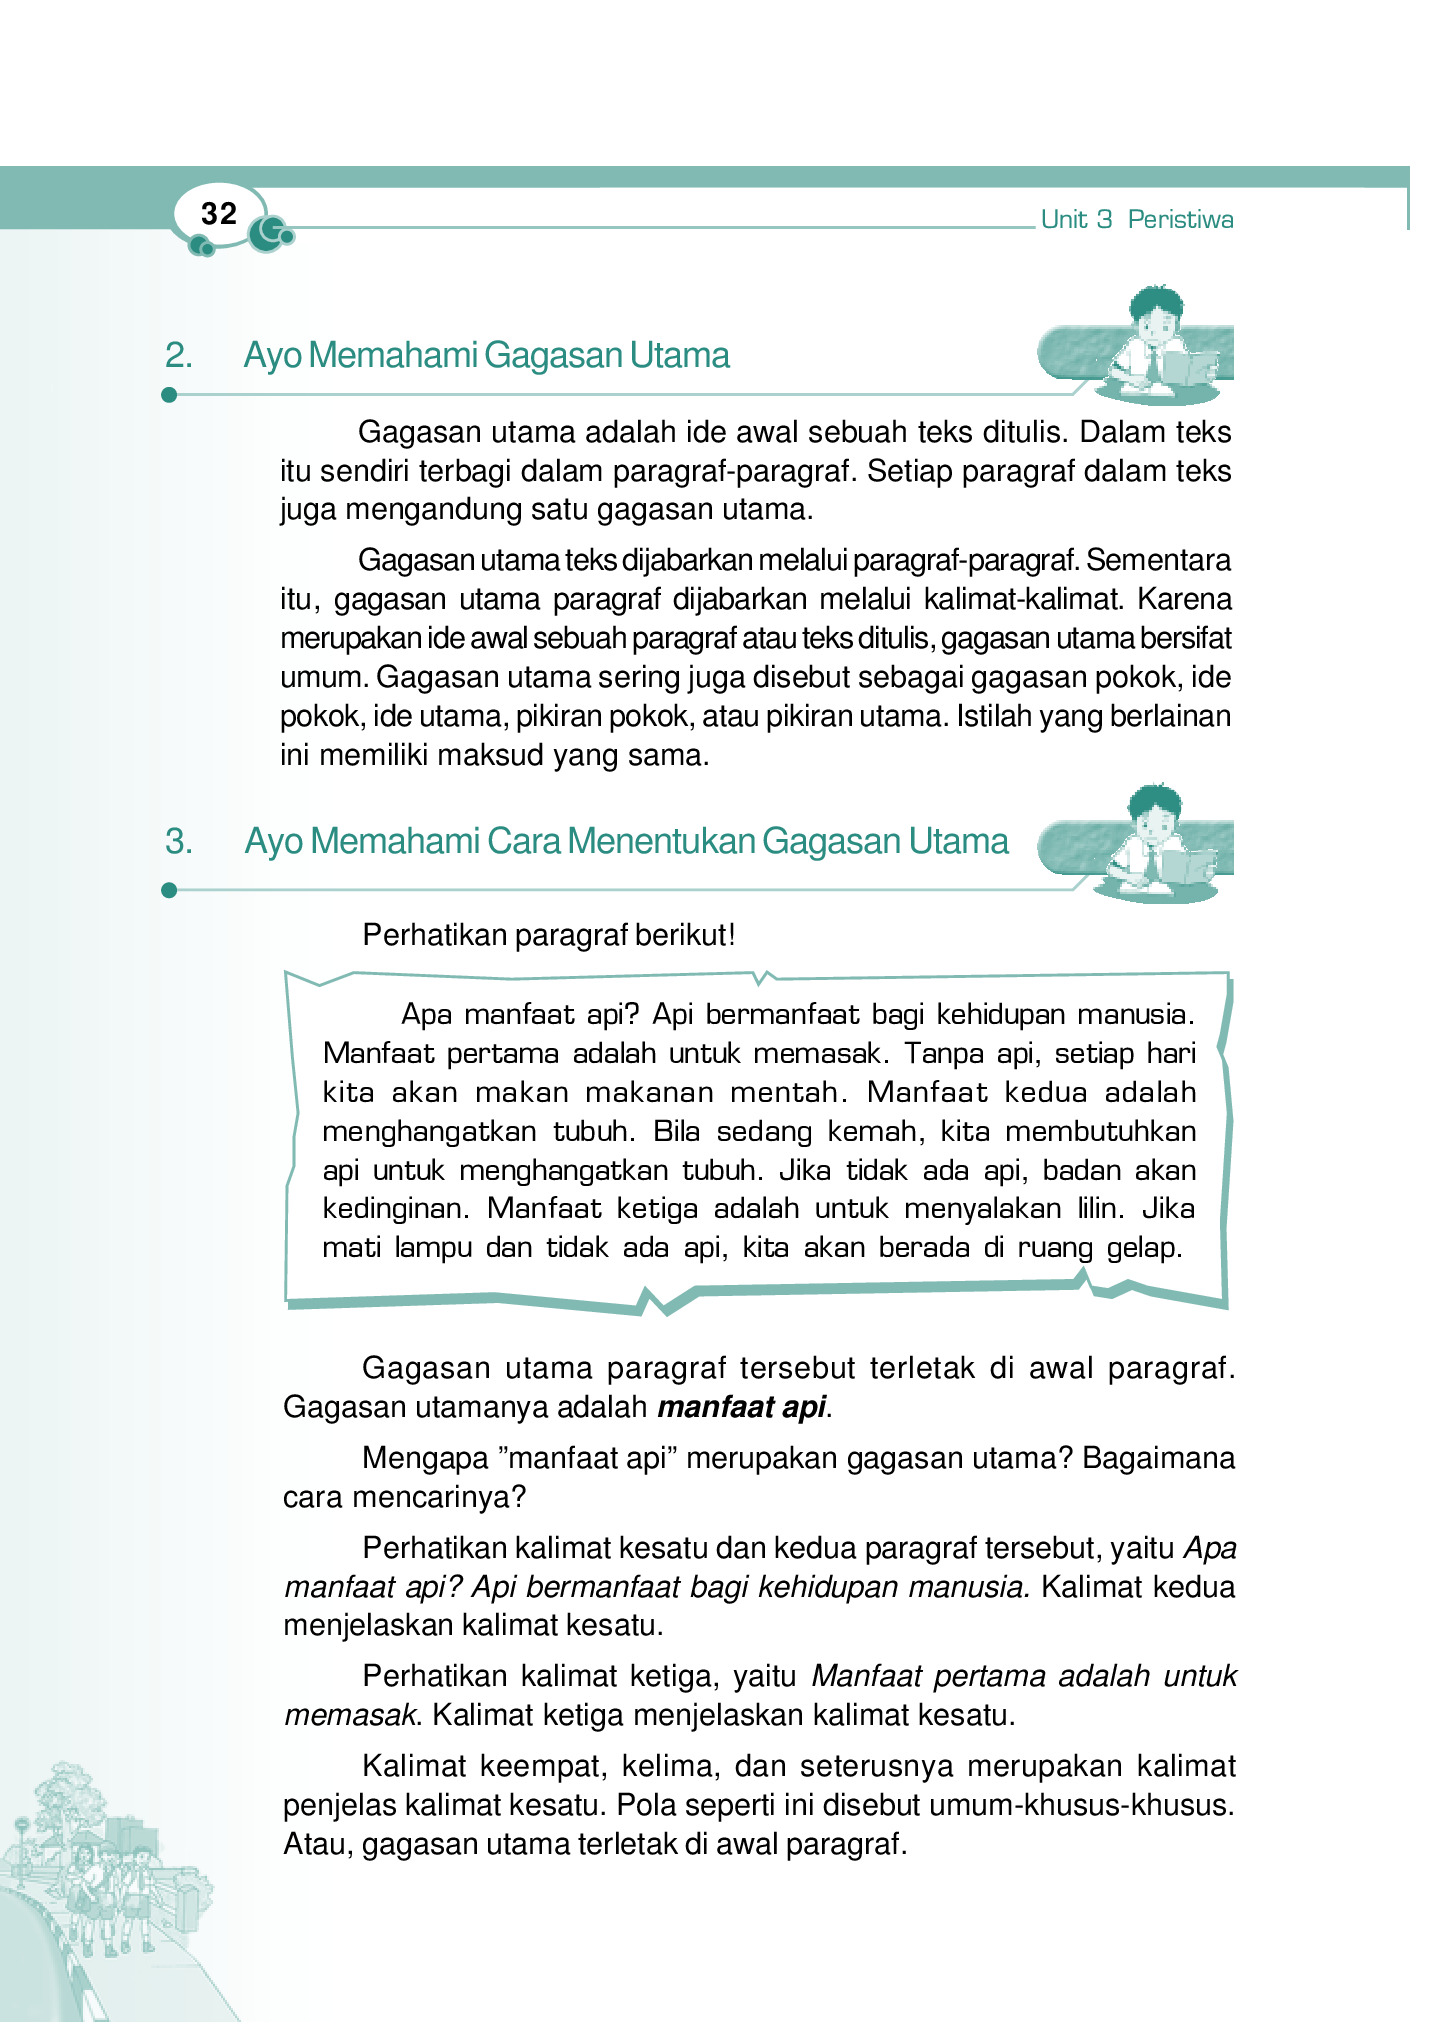 32
Unit 3 Peristiwa
2. Ayo Memahami Gagasan Utama
Gagasan utama adalah ide awal sebuah teks ditulis. Dalam teks
itu sendiri terbagi dalam paragraf-paragraf. Setiap paragraf dalam teks
juga mengandung satu gagasan utama.
Gagasan utama teks dijabarkan melalui paragraf-paragraf. Sementara
itu, gagasan utama paragraf dijabarkan melalui kalimat-kalimat. Karena
merupakan ide awal sebuah paragraf atau teks ditulis, gagasan utama bersifat
umum. Gagasan utama sering juga disebut sebagai gagasan pokok, ide
pokok, ide utama, pikiran pokok, atau pikiran utama. Istilah yang berlainan
ini memiliki maksud yang sama.
3. Ayo Memahami Cara Menentukan Gagasan Utama
Perhatikan paragraf berikut!
Apa manfaat api? Api bermanfaat bagi kehidupan manusia.
Manfaat pertama adalah untuk memasak. Tanpa api, setiap hari
kita akan makan makanan mentah. Manfaat kedua adalah
menghangatkan tubuh. Bila sedang kemah, kita membutuhkan
api untuk menghangatkan tubuh. Jika tidak ada api, badan akan
kedinginan. Manfaat ketiga adalah untuk menyalakan lilin. Jika
mati lampu dan tidak ada api, kita akan berada di ruang gelap.
Gagasan utama paragraf tersebut terletak di awal paragraf.
Gagasan utamanya adalah manfaat api.
Mengapa ”manfaat api” merupakan gagasan utama? Bagaimana
cara mencarinya?
Perhatikan kalimat kesatu dan kedua paragraf tersebut, yaitu Apa
manfaat api? Api bermanfaat bagi kehidupan manusia. Kalimat kedua
menjelaskan kalimat kesatu.
Perhatikan kalimat ketiga, yaitu Manfaat pertama adalah untuk
memasak. Kalimat ketiga menjelaskan kalimat kesatu.
Kalimat keempat, kelima, dan seterusnya merupakan kalimat
penjelas kalimat kesatu. Pola seperti ini disebut umum-khusus-khusus.
Atau, gagasan utama terletak di awal paragraf.